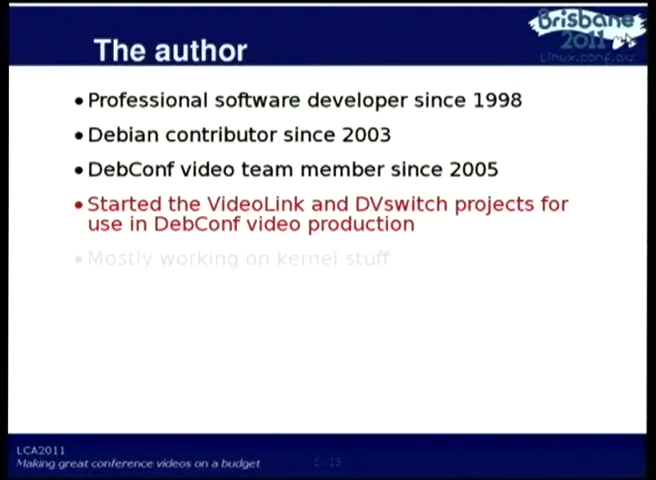 Brisbane
2011
Linux.conf.au
The author
• Professional software developer since 1998
• Debian contributor since 2003
• DebConf video team member since 2005
• Started the VideoLink and DVswitch projects for
use in DebConf video production
• Mostly working on kernel stuff
LCA2011
Making great conference videos on a budget